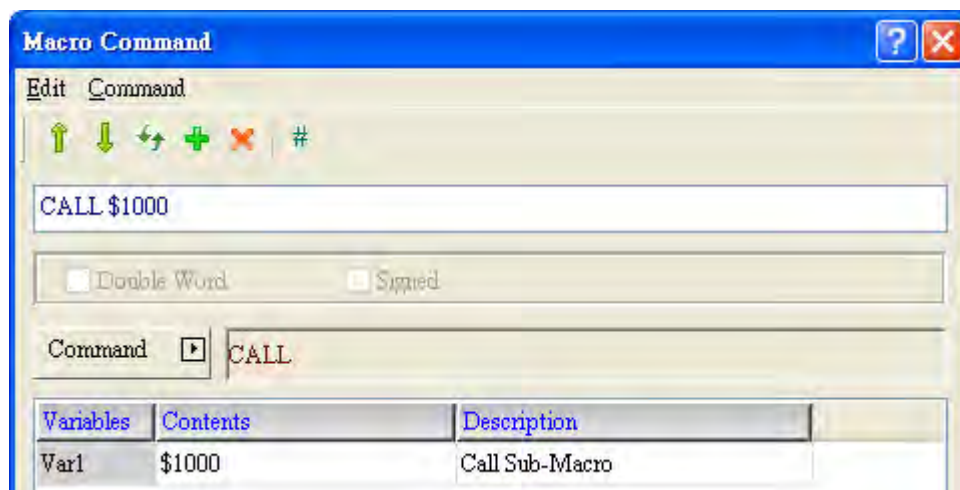 Macro Command
Edit Command
#
CALL $1000
Double Word Signed
Command CALL
Variables Contents Description
Var1 $1000 Call Sub-Macro